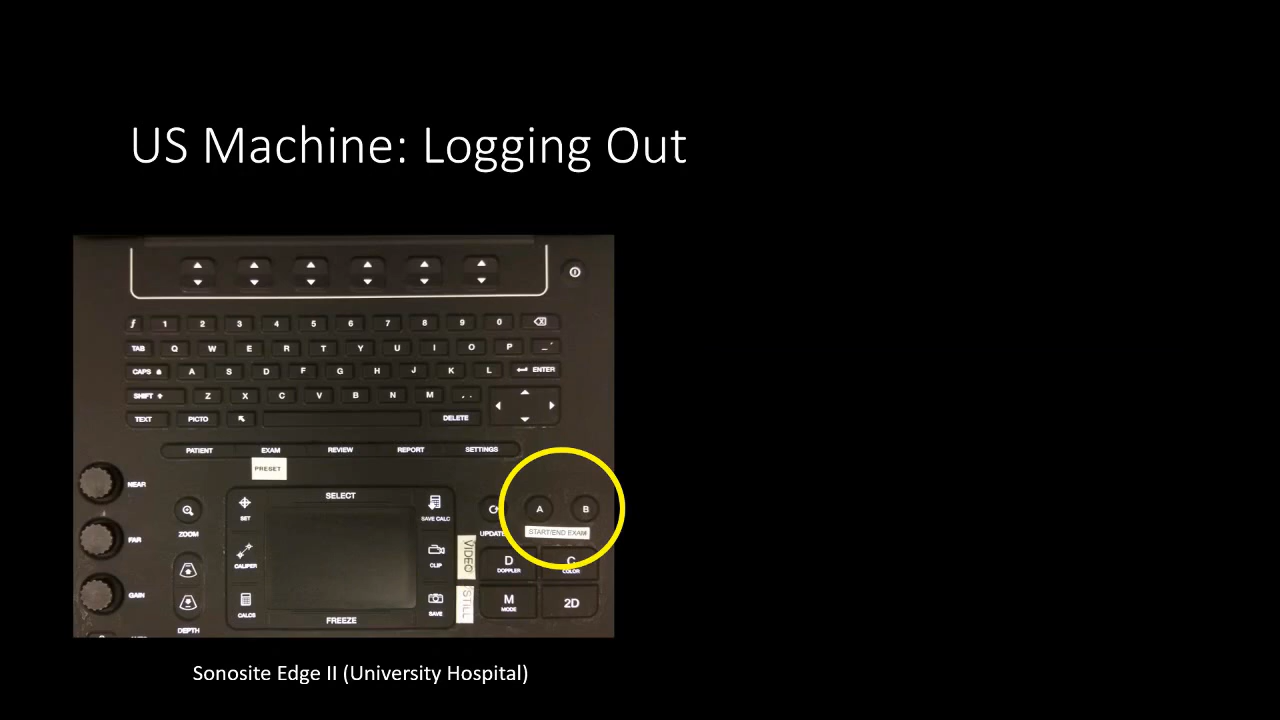 US Machine: Logging Out
f 1 2 3 4 5 6 7 8 9 0
TAB Q W E R T Y U I O P
CAPS A S D F G H J K L ENTER
SHIFT Z X C V B N M
TEXT PICTO DELETE
PATIENT EXAM REVIEW REPORT SETTINGS
PRESET
NEAR
FAR
GAIN
ZOOM
DEPTH
SELECT
SET
CALIPER
CALCS
SAVE CALC
CLIP
SAVE
FREEZE
VIDEO
STILL
UPDATE
A B
START/END EXAM
D
DOPPLER
C
COLOR
M
MODE
2D
Sonosite Edge II (University Hospital)